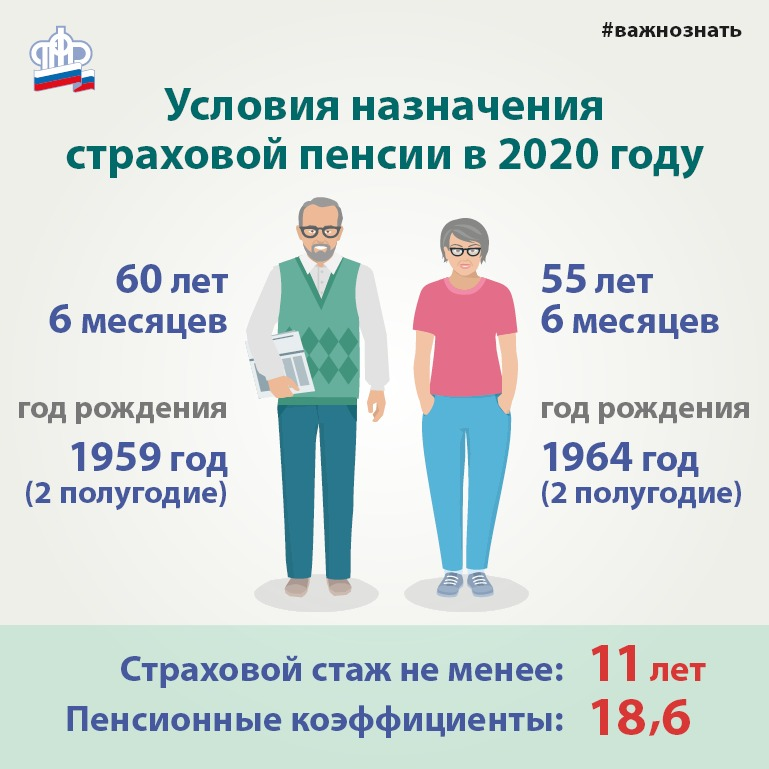 #важнознать
Условия назначения
страховой пенсии в 2020 году
60 лет
6 месяцев
год рождения
1959 год
(2 полугодие)
55 лет
6 месяцев
год рождения
1964 год
(2 полугодие)
Страховой стаж не менее: 11 лет
Пенсионные коэффициенты: 18,6